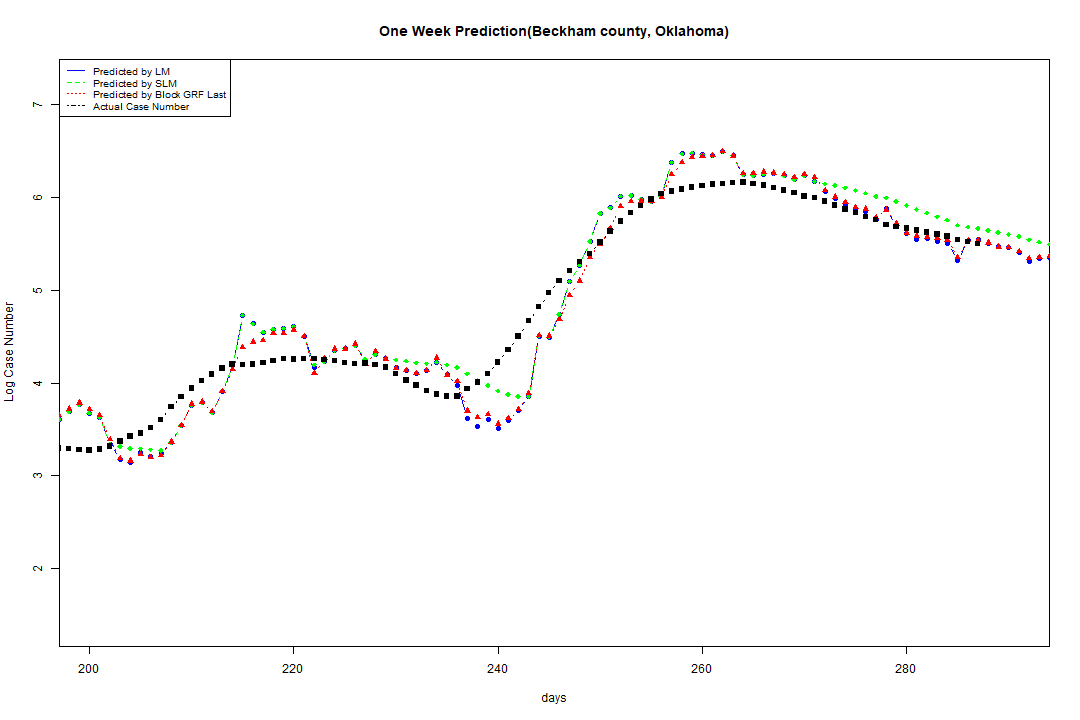 One Week Prediction(Beckham county, Oklahoma)
Predicted by LM
Predicted by SLM
Predicted by Block GRF Last
Actual Case Number
7
6
5
4
3
2
Log Case Number
200 220 240 260 280
days